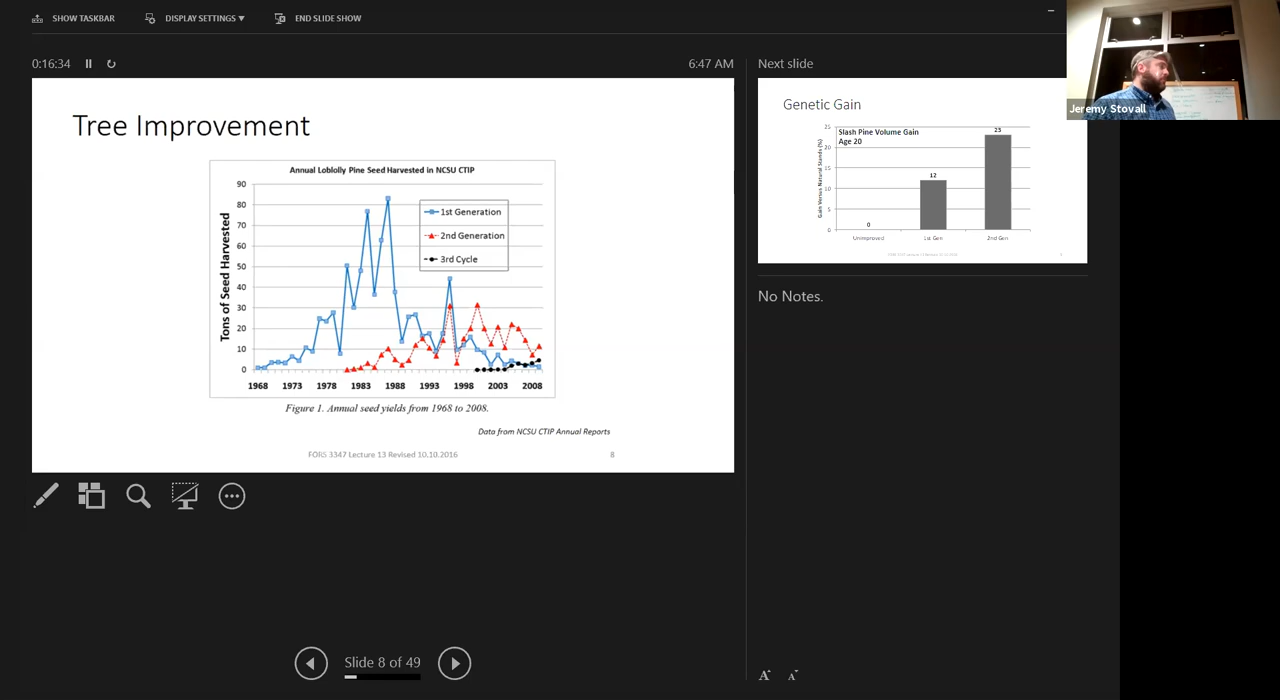 SHOW TASKBAR
DISPLAY SETTINGS ▼
END SLIDE SHOW
0:16:34
6:47 AM
Tree Improvement
Annual Loblolly Pine Seed Harvested in NCSU CTIP
Tons of Seed Harvested
90
80
70
60
50
40
30
20
10
0
1st Generation
2nd Generation
3rd Cycle
1968 1973 1978 1983 1988 1993 1998 2003 2008
Figure 1. Annual seed yields from 1968 to 2008.
Data from NCSU CTIP Annual Reports
FORS 3347 Lecture 13 Revised 10.10.2016
8
Slide 8 of 49
Next slide
Genetic Gain
Slash Pine Volume Gain
Age 20
Gain Versus Natural Stands (%)
25
20
15
10
5
0
0
12
23
Unimproved 1st Gen 2nd Gen
No Notes.
A
A
Jeremy Stovall